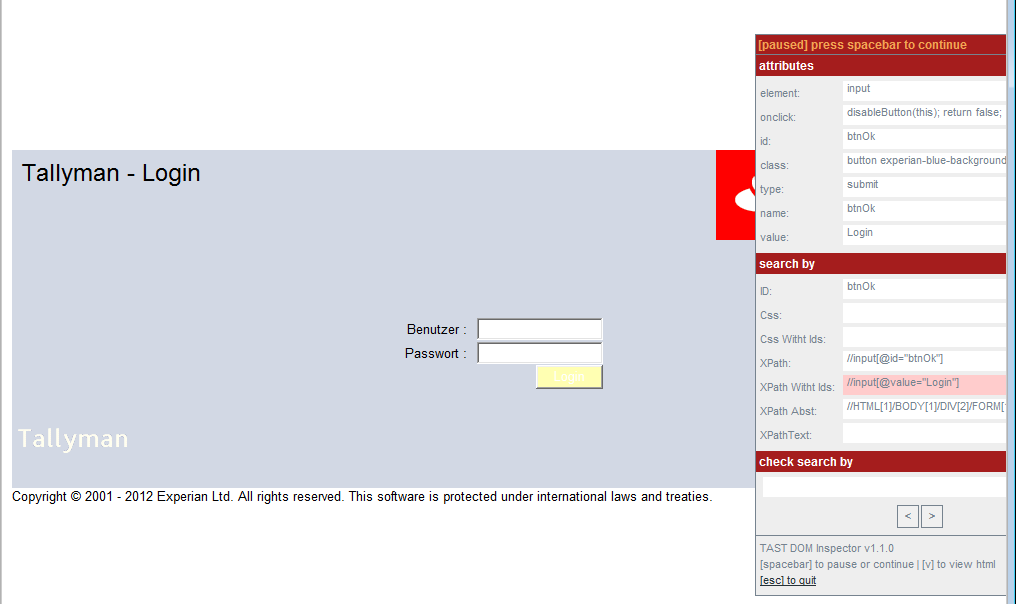 [paused] press spacebar to continue
attributes
element: input
onclick: disableButton(this); return false;
id: btnOk
class: button experian-blue-background
type: submit
name: btnOk
value: Login
search by
ID: btnOk
Css:
Css Witht Ids:
XPath: //input[@id="btnOk"]
XPath Witht Ids: //input[@value="Login"]
XPath Abst: //HTML[1]/BODY[1]/DIV[2]/FORM[1
XPathText:
check search by
< >
TAST DOM Inspector v1.1.0
[spacebar] to pause or continue | [v] to view html
[esc] to quit
Tallyman - Login
Benutzer :
Passwort :
Login
Tallyman
Copyright © 2001 - 2012 Experian Ltd. All rights reserved. This software is protected under international laws and treaties.